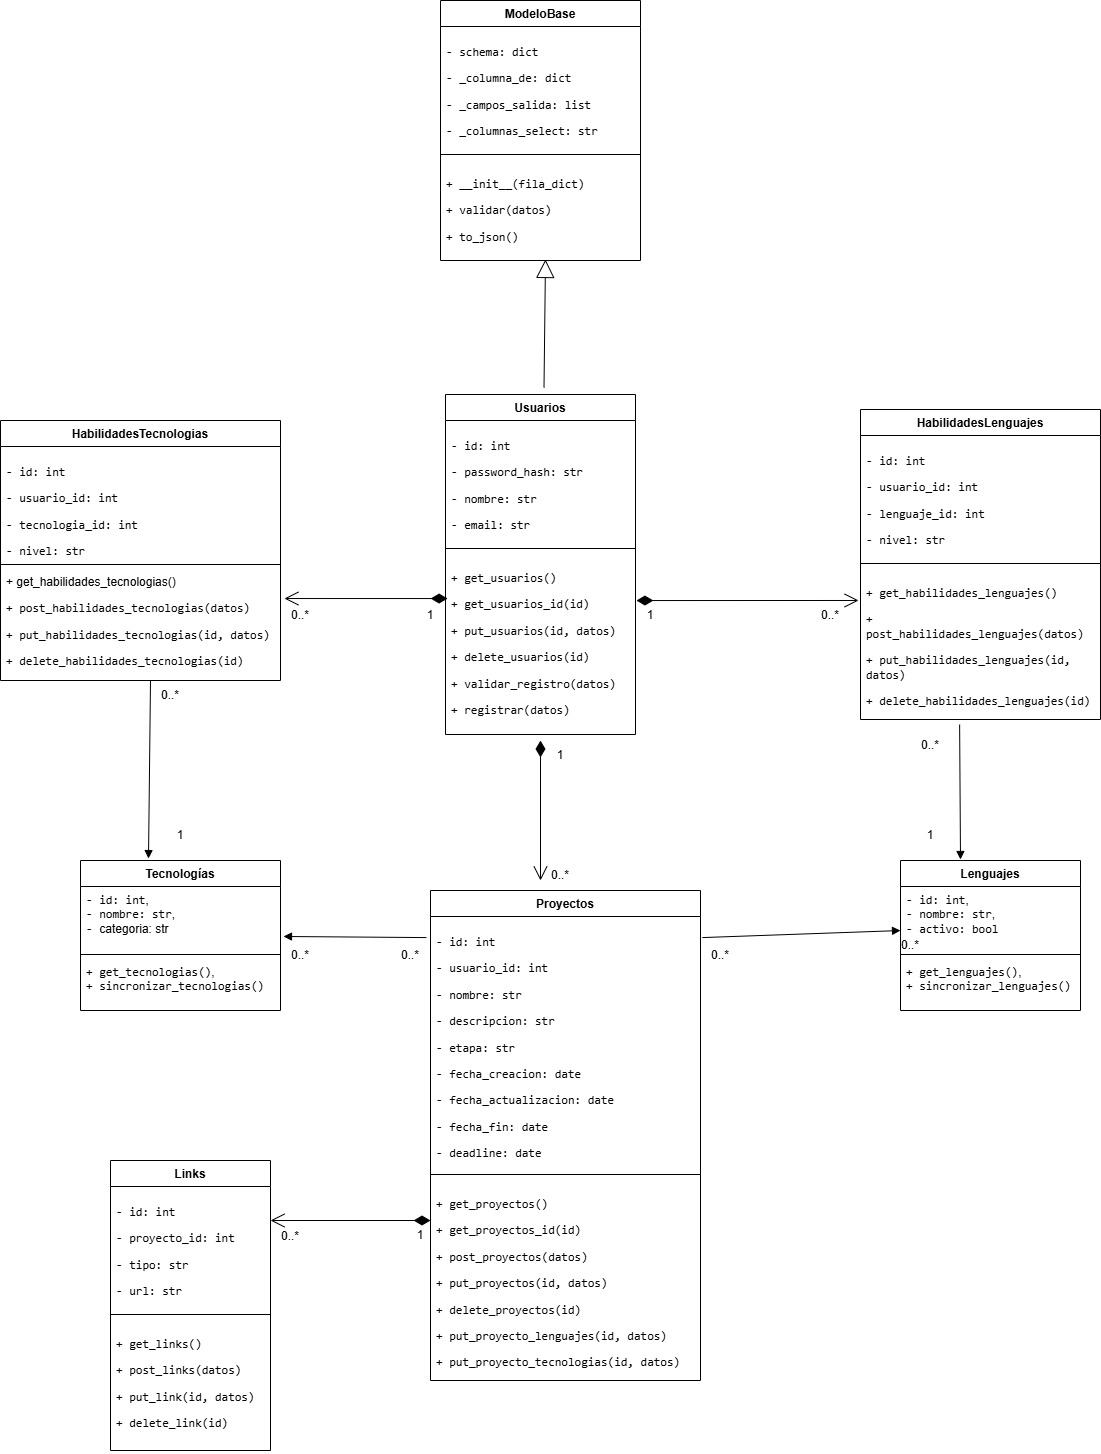 ModeloBase
- schema: dict
- _columna_de: dict
- _campos_salida: list
- _columnas_select: str
+ __init__(fila_dict)
+ validar(datos)
+ to_json()
Usuarios
- id: int
- password_hash: str
- nombre: str
- email: str
+ get_usuarios()
+ get_usuarios_id(id)
+ put_usuarios(id, datos)
+ delete_usuarios(id)
+ validar_registro(datos)
+ registrar(datos)
HabilidadesTecnologias
- id: int
- usuario_id: int
- tecnologia_id: int
- nivel: str
+ get_habilidades_tecnologias()
+ post_habilidades_tecnologias(datos)
+ put_habilidades_tecnologias(id, datos)
+ delete_habilidades_tecnologias(id)
HabilidadesLenguajes
- id: int
- usuario_id: int
- lenguaje_id: int
- nivel: str
+ get_habilidades_lenguajes()
+
post_habilidades_lenguajes(datos)
+ put_habilidades_lenguajes(id,
datos)
+ delete_habilidades_lenguajes(id)
0..*
1
1
0..*
0..*
1
0..*
1
0..*
1
Tecnologías
- id: int,
- nombre: str,
- categoria: str
+ get_tecnologias(),
+ sincronizar_tecnologias()
Lenguajes
- id: int,
- nombre: str,
- activo: bool
0..*
+ get_lenguajes(),
+ sincronizar_lenguajes()
0..*
Proyectos
- id: int
- usuario_id: int
- nombre: str
- descripcion: str
- etapa: str
- fecha_creacion: date
- fecha_actualizacion: date
- fecha_fin: date
- deadline: date
+ get_proyectos()
+ get_proyectos_id(id)
+ post_proyectos(datos)
+ put_proyectos(id, datos)
+ delete_proyectos(id)
+ put_proyecto_lenguajes(id, datos)
+ put_proyecto_tecnologias(id, datos)
0..*
0..*
0..*
Links
- id: int
- proyecto_id: int
- tipo: str
- url: str
+ get_links()
+ post_links(datos)
+ put_link(id, datos)
+ delete_link(id)
0..*
1